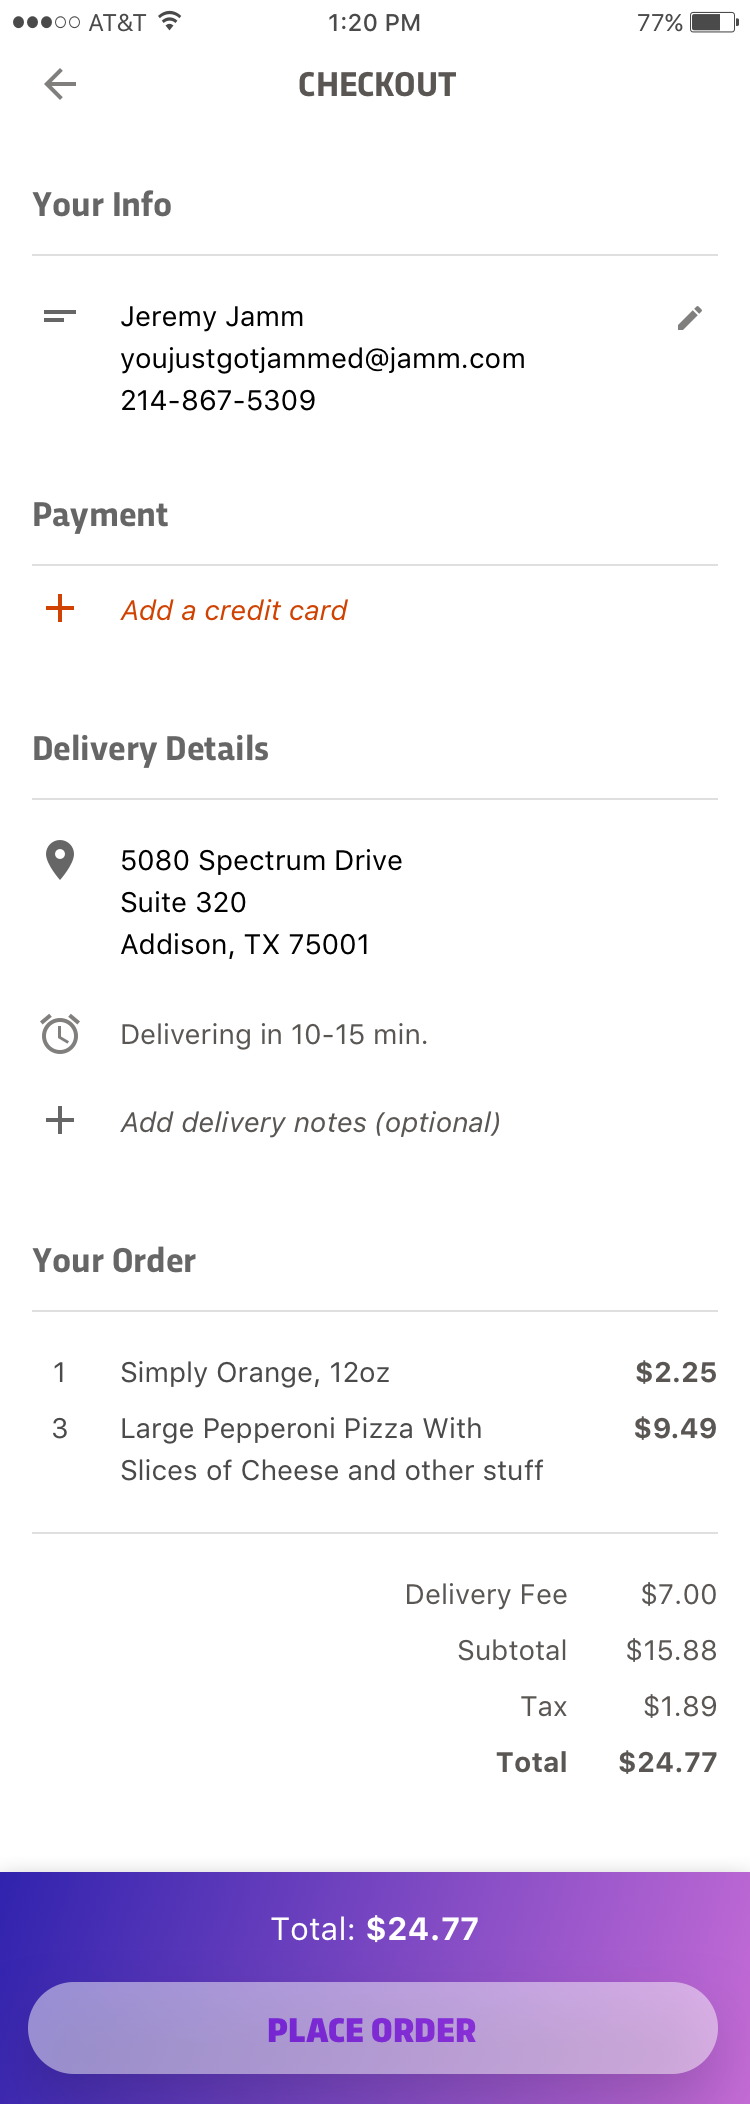 AT&T 1:20 PM 77%
CHECKOUT
Your Info
Jeremy Jamm
youjustgotjammed@jamm.com
214-867-5309
Payment
Add a credit card
Delivery Details
5080 Spectrum Drive
Suite 320
Addison, TX 75001
Delivering in 10-15 min.
Add delivery notes (optional)
Your Order
1 Simply Orange, 12oz $2.25
3 Large Pepperoni Pizza With $9.49
Slices of Cheese and other stuff
Delivery Fee $7.00
Subtotal $15.88
Tax $1.89
Total $24.77
Total: $24.77
PLACE ORDER